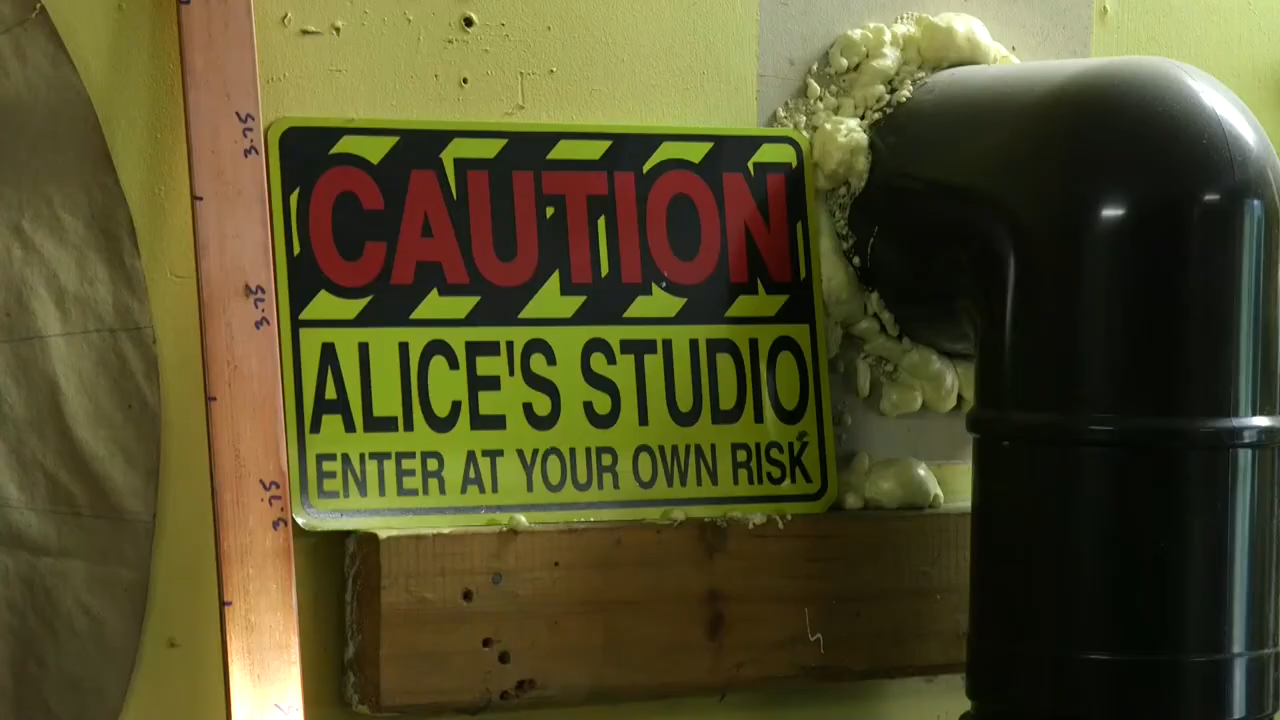 CAUTION
ALICE'S STUDIO
ENTER AT YOUR OWN RISK
3.75
3.75
3.75